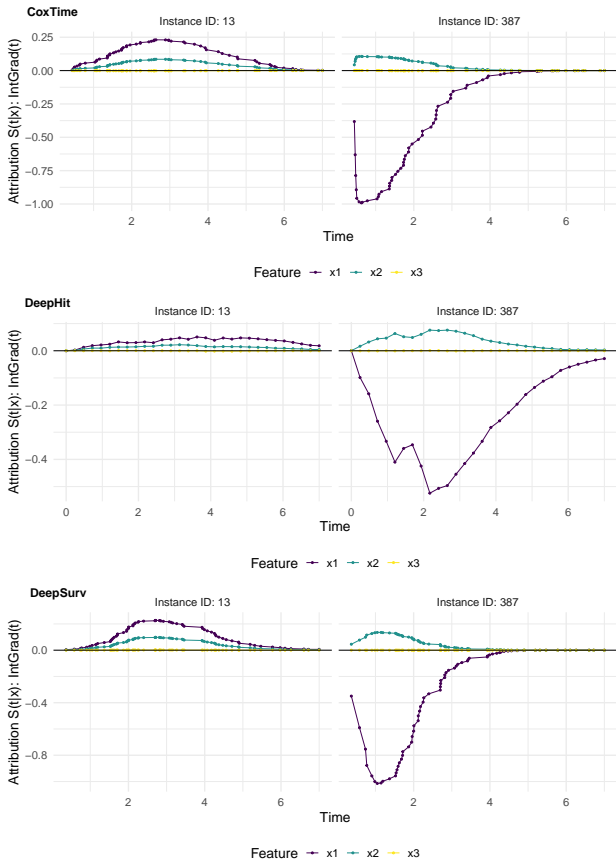 CoxTime
Instance ID: 13
Instance ID: 387
Attribution S(t|x): IntGrad(t)
0.25
0.00
−0.25
−0.50
−0.75
−1.00
2 4 6
2 4 6
Time
Feature x1 x2 x3
DeepHit
Instance ID: 13
Instance ID: 387
Attribution S(t|x): IntGrad(t)
0.0
−0.2
−0.4
0 2 4 6
0 2 4 6
Time
Feature x1 x2 x3
DeepSurv
Instance ID: 13
Instance ID: 387
Attribution S(t|x): IntGrad(t)
0.0
−0.4
−0.8
2 4 6
2 4 6
Time
Feature x1 x2 x3